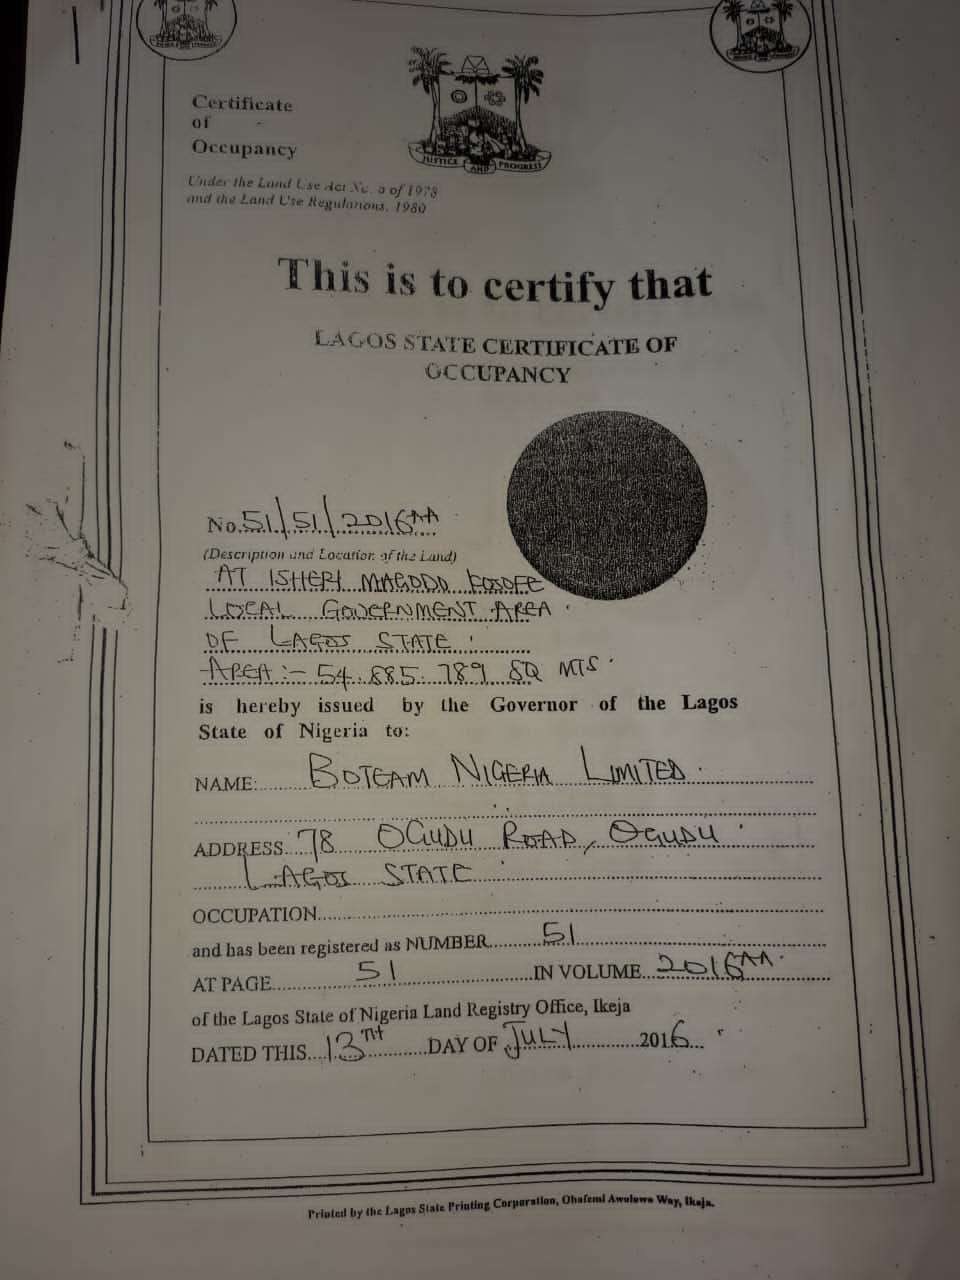 Certificate
of
Occupancy
Under the Land Use Act No. 6 of 1978
and the Land Use Regulations, 1980
JUSTICE AND PROGRESS
This is to certify that
LAGOS STATE CERTIFICATE OF
OCCUPANCY
No. 51/51/2016AA
(Description and Location of the Land)
AT ISHERI MAGODO KOSOFE
LOCAL GOVERNMENT AREA
OF LAGOS STATE
AREA:- 54.885.789 SQ MTS
is hereby issued by the Governor of the Lagos
State of Nigeria to:
NAME: BOTEAM NIGERIA LIMITED
ADDRESS 78 OGUDU ROAD, OGUDU
LAGOS STATE
OCCUPATION
and has been registered as NUMBER 51
AT PAGE 51 IN VOLUME 2016AA
of the Lagos State of Nigeria Land Registry Office, Ikeja
DATED THIS 13TH DAY OF JULY 2016
Printed by the Lagos State Printing Corporation, Obafemi Awolowo Way, Ikeja.